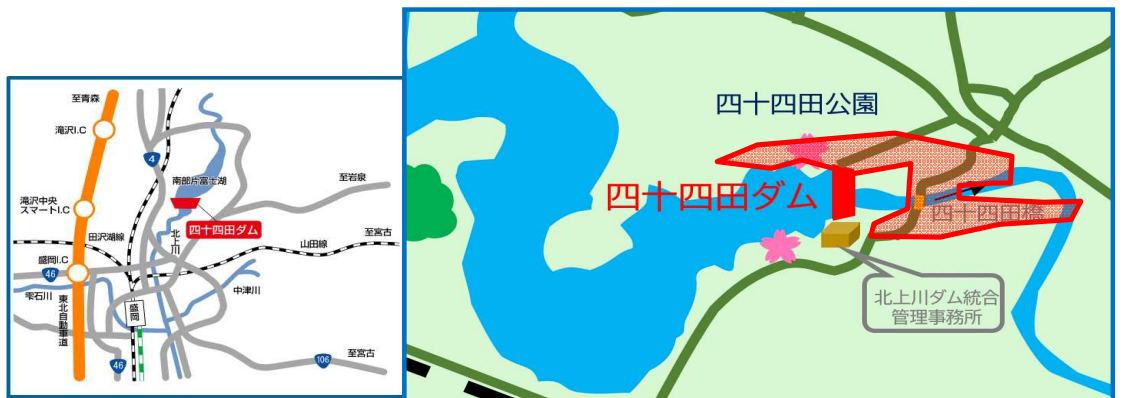 至青森
滝沢I.C
4
南部片富士湖
至岩泉
滝沢中央
スマートI.C
四十四田ダム
北上川
田沢湖線
山田線
至宮古
盛岡I.C
46
雫石川
中津川
東北自動車道
盛岡
至宮古
46
106
四十四田公園
四十四田ダム
四十四田橋
北上川ダム統合
管理事務所